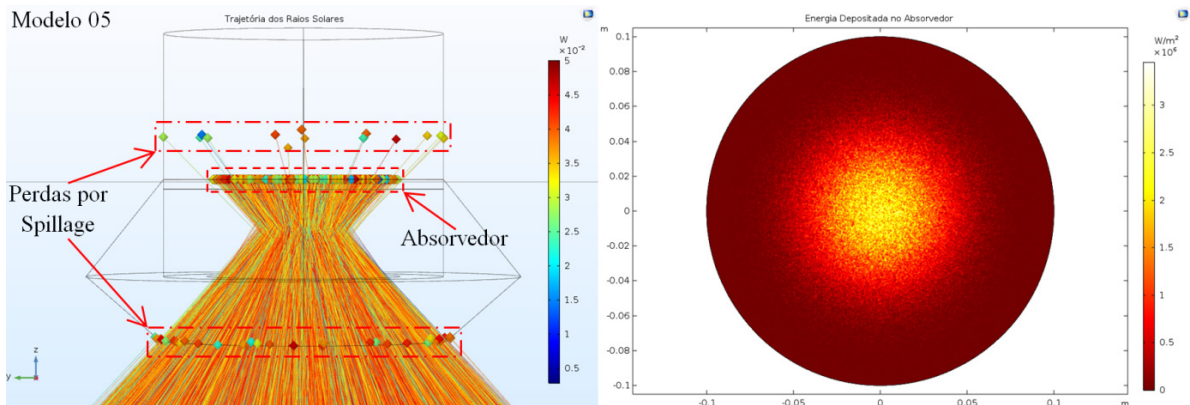 Modelo 05
Trajetória dos Raios Solares
W
×10⁻²
5
4.5
4
3.5
3
2.5
2
1.5
1
0.5
Perdas por
Spillage
Absorvedor
z
y
Energia Depositada no Absorvedor
m
0.1
0.08
0.06
0.04
0.02
0
-0.02
-0.04
-0.06
-0.08
-0.1
-0.1
-0.05
0
0.05
0.1
m
W/m²
×10⁶
3
2.5
2
1.5
1
0.5
0